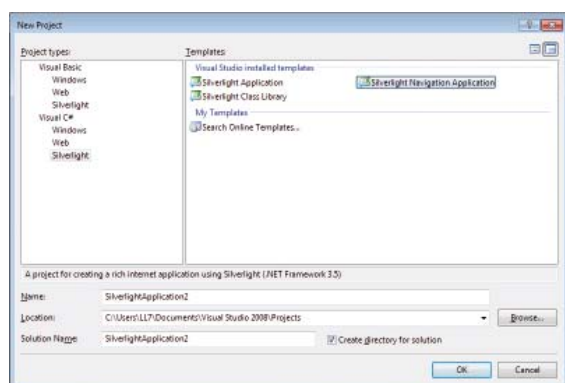 New Project
Project types:
Templates:
Visual Basic
Windows
Web
Silverlight
Visual C#
Windows
Web
Silverlight
Visual Studio installed templates
Silverlight Application
Silverlight Navigation Application
Silverlight Class Library
My Templates
Search Online Templates...
A project for creating a rich internet application using Silverlight (.NET Framework 3.5)
Name:
SilverlightApplication2
Location:
C:\Users\LL7\Documents\Visual Studio 2008\Projects
Browse...
Solution Name:
SilverlightApplication2
Create directory for solution
OK
Cancel